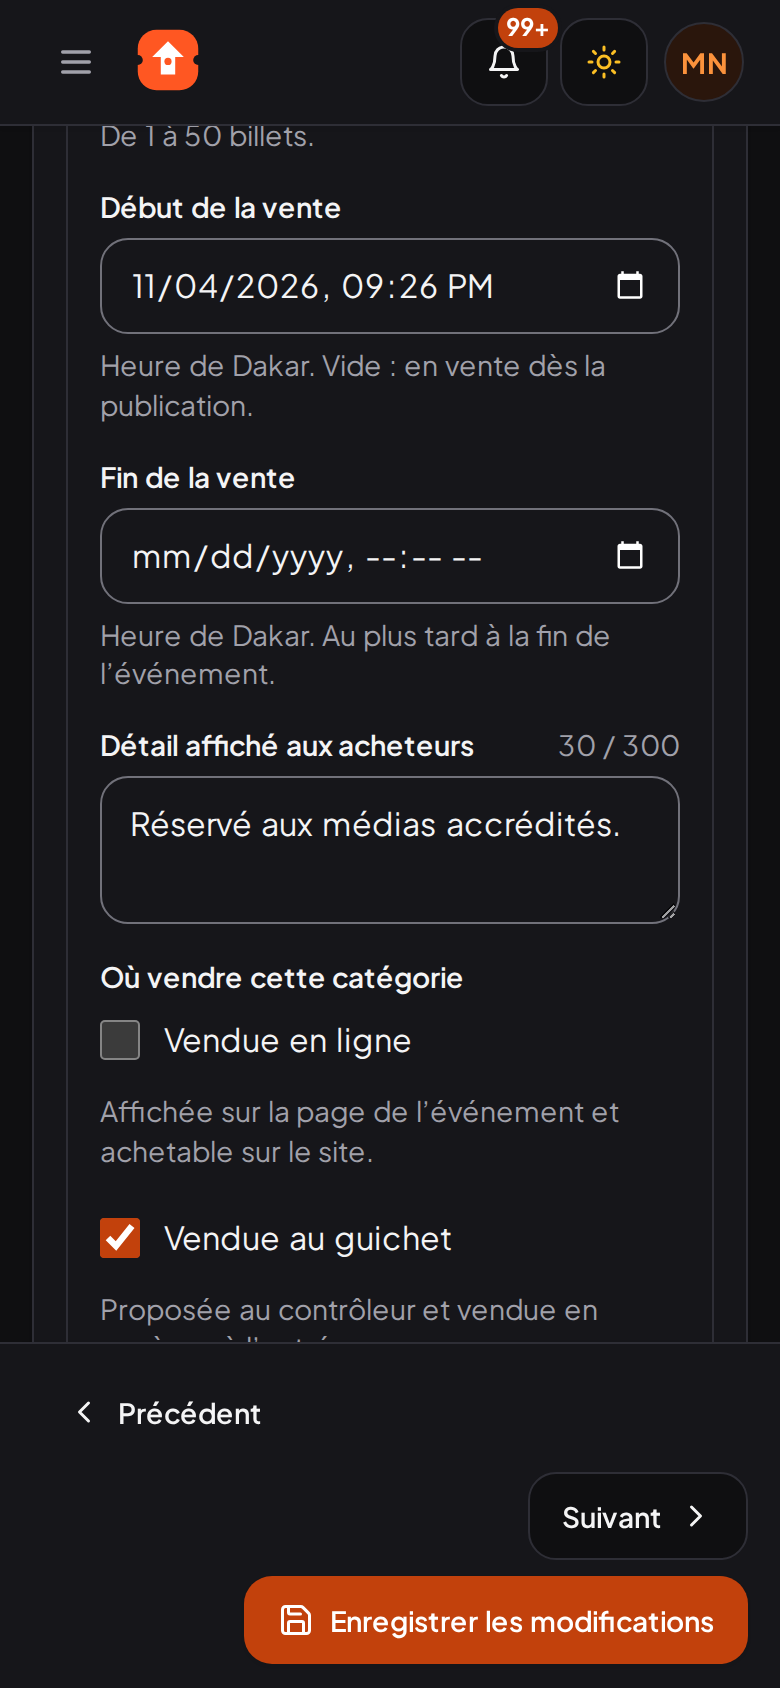 99+
MN
De 1 à 50 billets.
Début de la vente
11/04/2026, 09:26 PM
Heure de Dakar. Vide : en vente dès la
publication.
Fin de la vente
mm/dd/yyyy, --:-- --
Heure de Dakar. Au plus tard à la fin de
l’événement.
Détail affiché aux acheteurs 30 / 300
Réservé aux médias accrédités.
Où vendre cette catégorie
Vendue en ligne
Affichée sur la page de l’événement et
achetable sur le site.
Vendue au guichet
Proposée au contrôleur et vendue en
Précédent
Suivant
Enregistrer les modifications